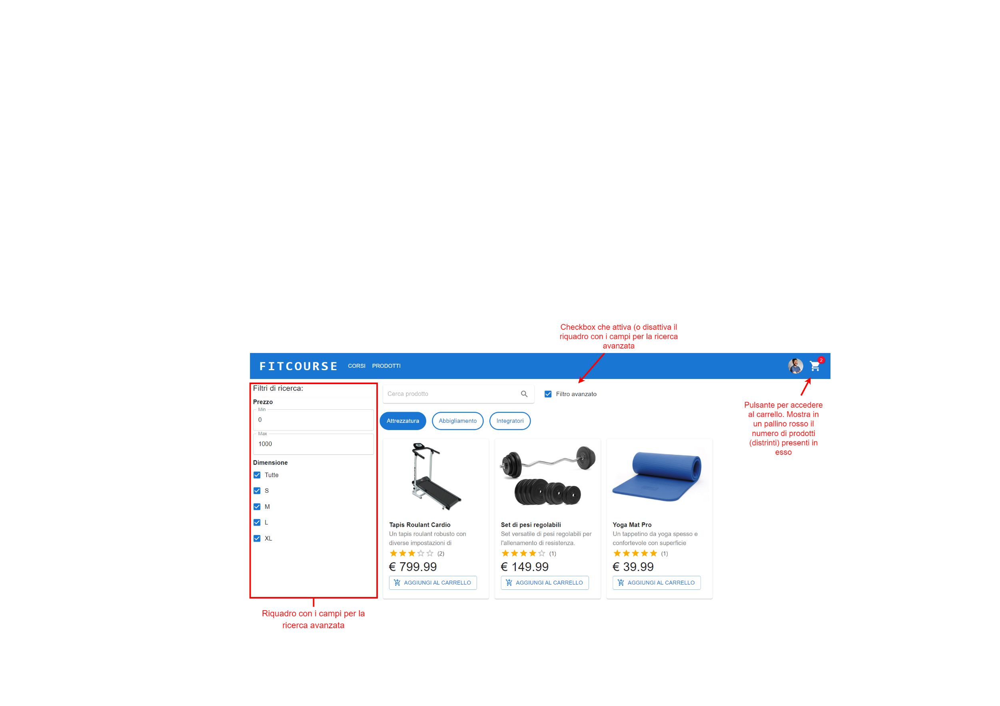 Checkbox che attiva (o disattiva il
riquadro con i campi per la ricerca
avanzata
FITCOURSE CORSI PRODOTTI
2
Filtri di ricerca:
Prezzo
Min
0
Max
1000
Dimensione
Tutte
S
M
L
XL
Riquadro con i campi per la
ricerca avanzata
Cerca prodotto
Filtro avanzato
Attrezzatura Abbigliamento Integratori
Tapis Roulant Cardio
Un tapis roulant robusto con
diverse impostazioni di
(2)
€ 799.99
AGGIUNGI AL CARRELLO
Set di pesi regolabili
Set versatile di pesi regolabili per
l'allenamento di resistenza.
(1)
€ 149.99
AGGIUNGI AL CARRELLO
Yoga Mat Pro
Un tappetino da yoga spesso e
confortevole con superficie
(1)
€ 39.99
AGGIUNGI AL CARRELLO
Pulsante per accedere
al carrello. Mostra in
un pallino rosso il
numero di prodotti
(distrinti) presenti in
esso